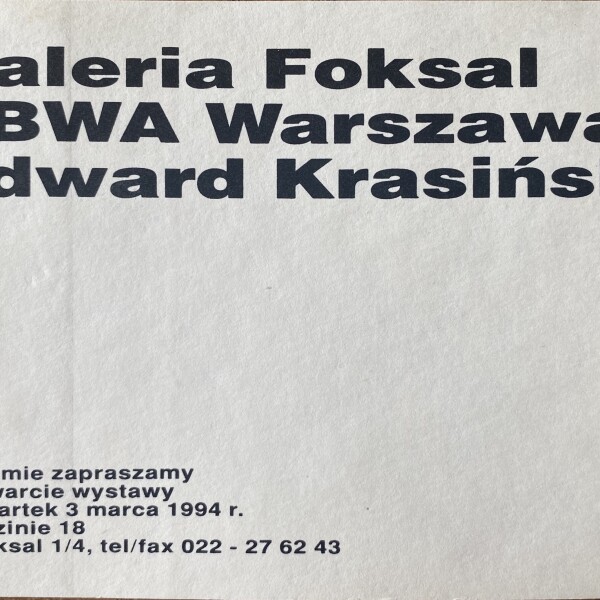 aleria Foksal
BWA Warszawa
dward Krasińs
mie zapraszamy
warcie wystawy
artek 3 marca 1994 r.
zinie 18
ksal 1/4, tel/fax 022 - 27 62 43